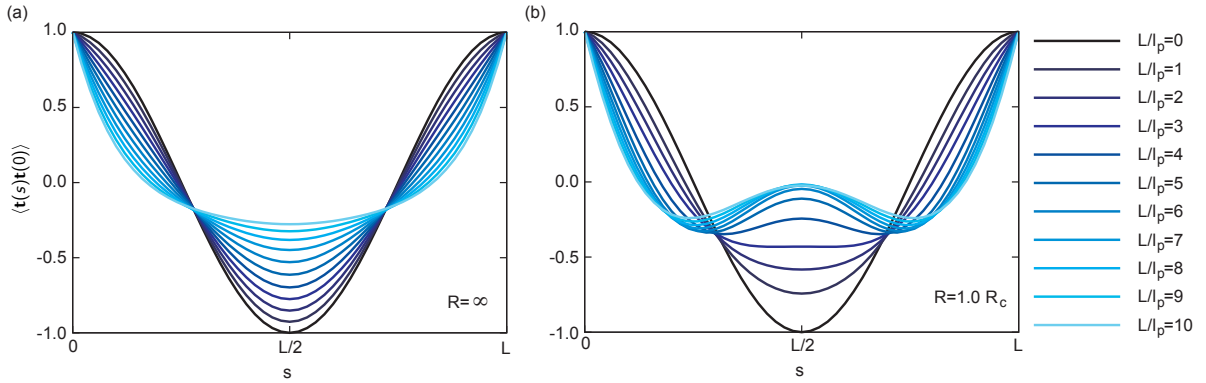 (a)
1.0
0.5
0.0
-0.5
-1.0
⟨t(s)t(0)⟩
R=∞
0
L/2
L
s
(b)
1.0
0.5
0.0
-0.5
-1.0
R=1.0 R_c
0
L/2
L
s
L/l_p=0
L/l_p=1
L/l_p=2
L/l_p=3
L/l_p=4
L/l_p=5
L/l_p=6
L/l_p=7
L/l_p=8
L/l_p=9
L/l_p=10